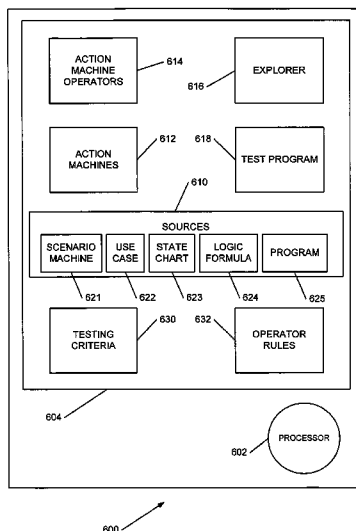 ACTION
MACHINE
OPERATORS
614
616
EXPLORER
ACTION
MACHINES
612
618
TEST PROGRAM
610
SOURCES
SCENARIO
MACHINE
USE
CASE
STATE
CHART
LOGIC
FORMULA
PROGRAM
621
622
623
624
625
TESTING
CRITERIA
630
632
OPERATOR
RULES
604
602
PROCESSOR
600